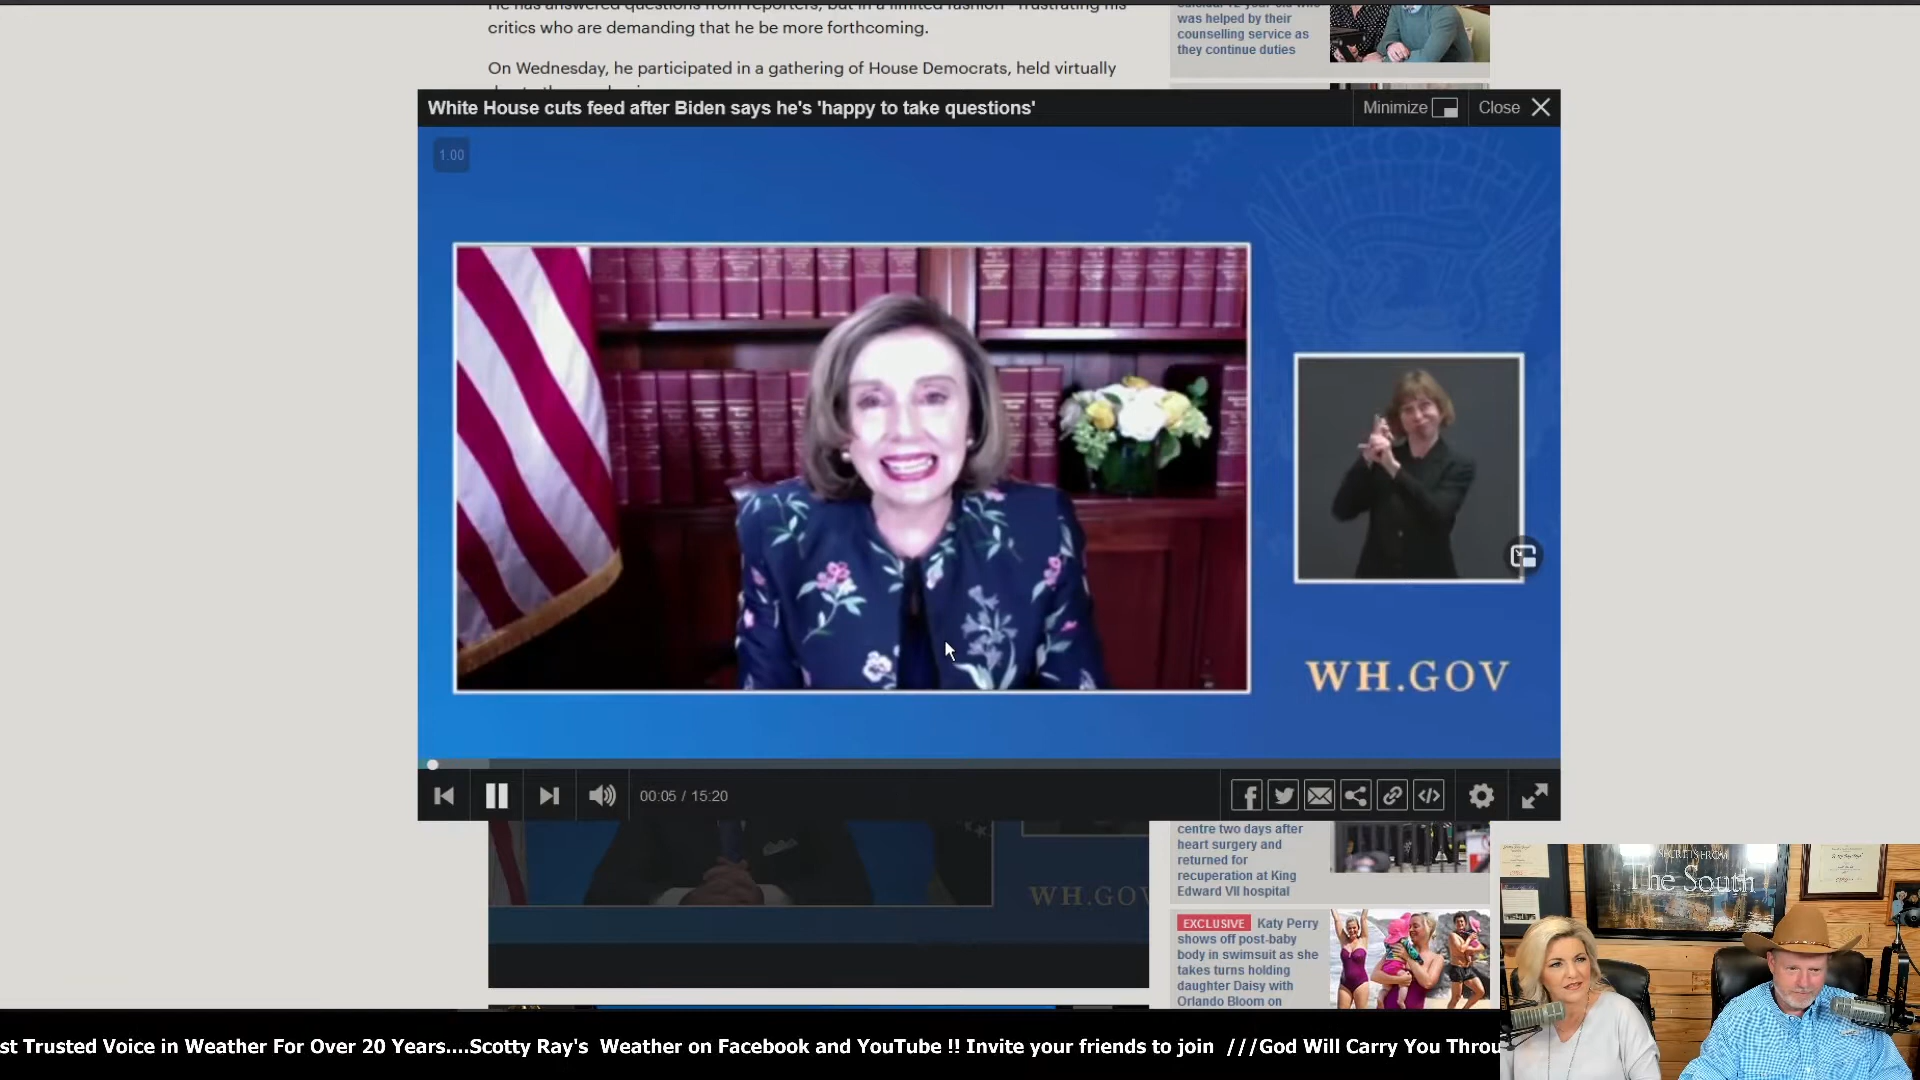 critics who are demanding that he be more forthcoming.
On Wednesday, he participated in a gathering of House Democrats, held virtually
was helped by their
counselling service as
they continue duties
White House cuts feed after Biden says he's 'happy to take questions'
Minimize
Close
1.00
WH.GOV
00:05 / 15:20
WH.GOV
centre two days after
heart surgery and
returned for
recuperation at King
Edward VII hospital
EXCLUSIVE Katy Perry
shows off post-baby
body in swimsuit as she
takes turns holding
daughter Daisy with
Orlando Bloom on
SECRETS FROM
The South
st Trusted Voice in Weather For Over 20 Years....Scotty Ray's Weather on Facebook and YouTube !! Invite your friends to join ///God Will Carry You Throu